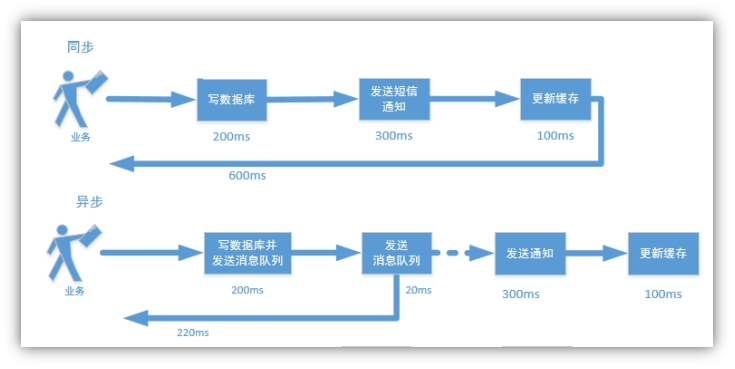 同步
业务
写数据库
发送短信
通知
更新缓存
200ms
300ms
100ms
600ms
异步
业务
写数据库并
发送消息队列
发送
消息队列
发送通知
更新缓存
200ms
20ms
300ms
100ms
220ms